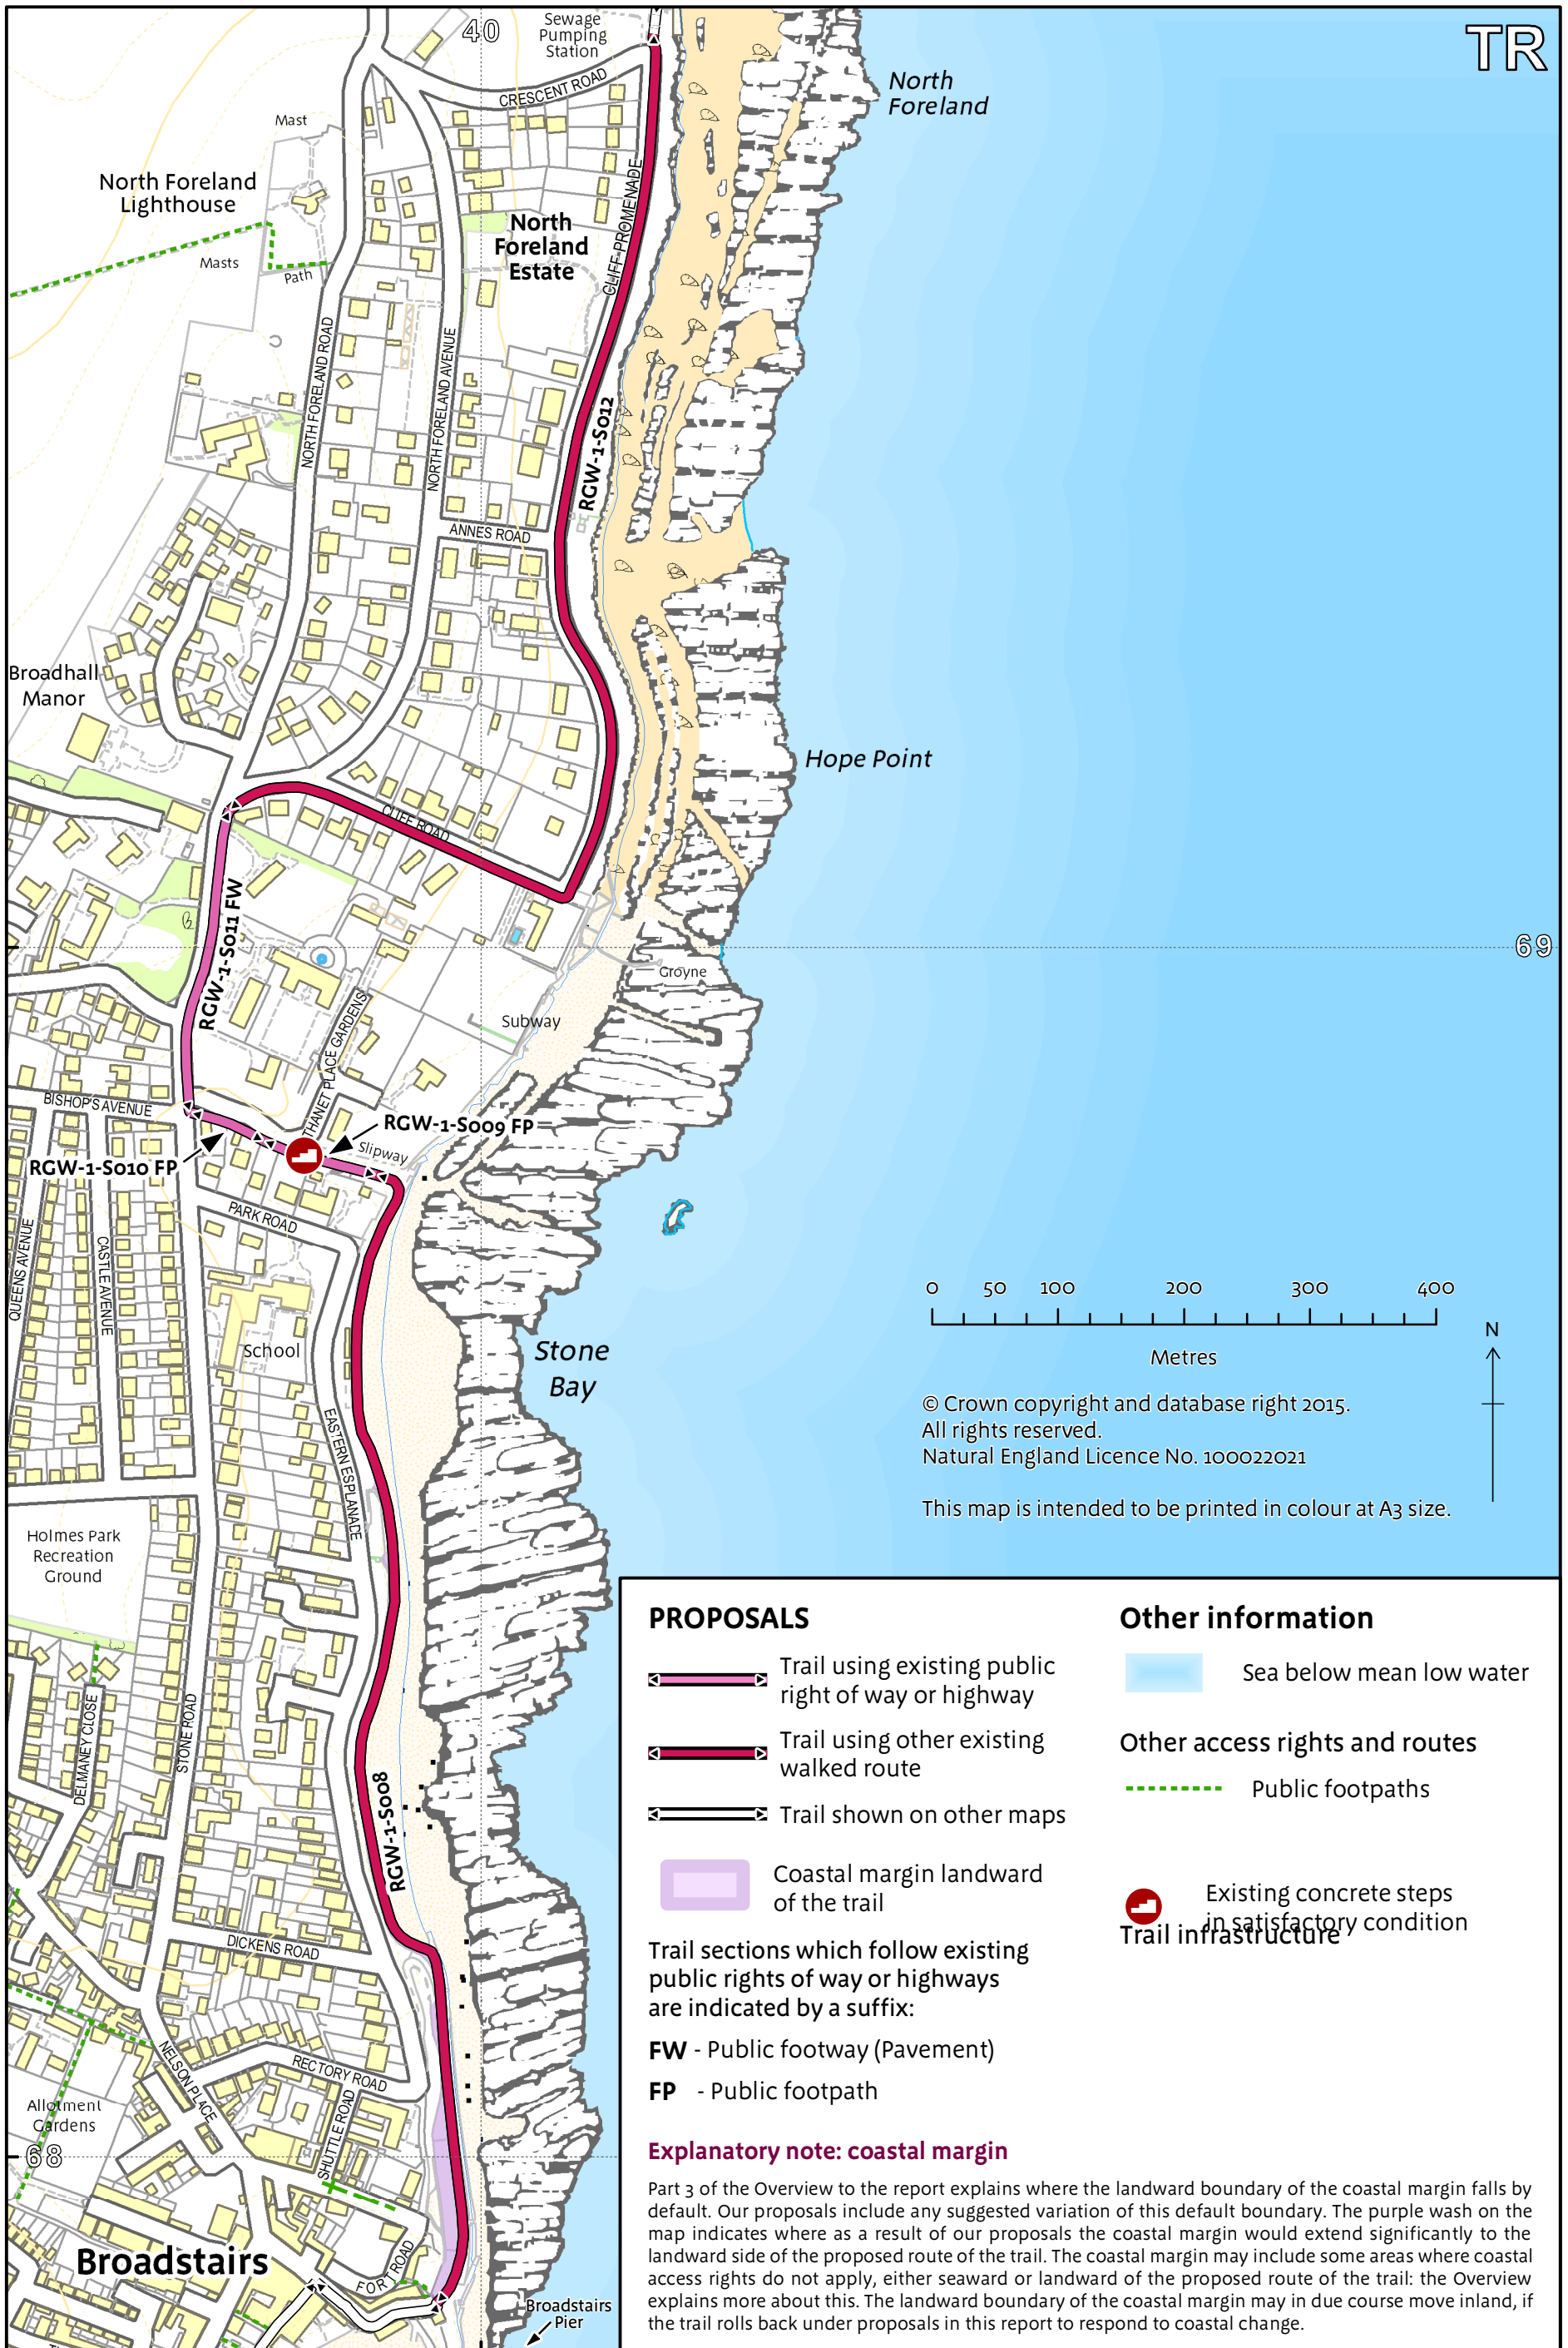 40
Sewage
Pumping
Station
TR
North
Foreland
CRESCENT ROAD
Mast
North Foreland
Lighthouse
CLIFF PROMENADE
North
Foreland
Estate
Masts
Path
NORTH FORELAND ROAD
NORTH FORELAND AVENUE
RGW-1-S012
ANNES ROAD
Broadhall
Manor
Hope Point
CLIFF ROAD
RGW-1-S011 FW
69
Groyne
Subway
THANET PLACE GARDENS
BISHOP'S AVENUE
RGW-1-S009 FP
Slipway
RGW-1-S010 FP
PARK ROAD
QUEENS AVENUE
CASTLE AVENUE
School
Stone
Bay
0 50 100 200 300 400
Metres
N
© Crown copyright and database right 2015.
All rights reserved.
Natural England Licence No. 100022021
This map is intended to be printed in colour at A3 size.
EASTERN ESPLANADE
Holmes Park
Recreation
Ground
DELMANEY CLOSE
STONE ROAD
RGW-1-S008
DICKENS ROAD
NELSON PLACE
RECTORY ROAD
SHUTTLE ROAD
Allotment
Gardens
68
Broadstairs
FORT ROAD
Broadstairs
Pier
PROPOSALS
Trail using existing public
right of way or highway
Trail using other existing
walked route
Trail shown on other maps
Coastal margin landward
of the trail
Trail sections which follow existing
public rights of way or highways
are indicated by a suffix:
FW - Public footway (Pavement)
FP - Public footpath
Other information
Sea below mean low water
Other access rights and routes
Public footpaths
Existing concrete steps
in satisfactory condition
Trail infrastructure
Explanatory note: coastal margin
Part 3 of the Overview to the report explains where the landward boundary of the coastal margin falls by
default. Our proposals include any suggested variation of this default boundary. The purple wash on the
map indicates where as a result of our proposals the coastal margin would extend significantly to the
landward side of the proposed route of the trail. The coastal margin may include some areas where coastal
access rights do not apply, either seaward or landward of the proposed route of the trail: the Overview
explains more about this. The landward boundary of the coastal margin may in due course move inland, if
the trail rolls back under proposals in this report to respond to coastal change.